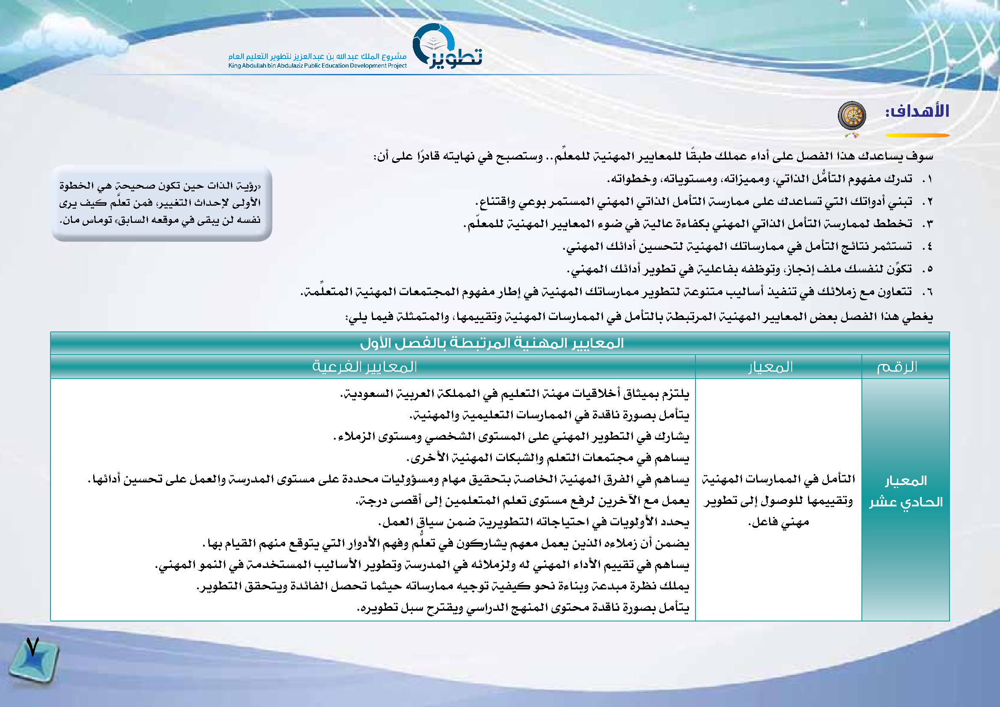 تطوير
مشروع الملك عبدالله بن عبدالعزيز لتطوير التعليم العام
King Abdullah bin Abdulaziz Public Education Development Project
الأهداف:
سوف يساعدك هذا الفصل على أداء عملك طبقًا للمعايير المهنية للمعلِّم.. وستصبح في نهايته قادرًا على أن:
١. تدرك مفهوم التأمُّل الذاتي، ومميزاته، ومستوياته، وخطواته.
٢. تبني أدواتك التي تساعدك على ممارسة التأمل الذاتي المهني المستمر بوعي واقتناع.
٣. تخطط لممارسة التأمل الذاتي المهني بكفاءة عالية في ضوء المعايير المهنية للمعلّم.
٤. تستثمر نتائج التأمل في ممارساتك المهنية لتحسين أدائك المهني.
٥. تكوِّن لنفسك ملف إنجاز، وتوظفه بفاعلية في تطوير أدائك المهني.
٦. تتعاون مع زملائك في تنفيذ أساليب متنوعة لتطوير ممارساتك المهنية في إطار مفهوم المجتمعات المهنية المتعلِّمة.
«رؤية الذات حين تكون صحيحة هي الخطوة
الأولى لإحداث التغيير، فمن تعلَّم كيف يرى
نفسه لن يبقى في موقعه السابق» توماس مان.
يغطي هذا الفصل بعض المعايير المهنية المرتبطة بالتأمل في الممارسات المهنية وتقييمها، والمتمثلة فيما يلي:
المعايير المهنية المرتبطة بالفصل الأول
الرقم المعيار المعايير الفرعية
المعيار
الحادي عشر
التأمل في الممارسات المهنية
وتقييمها للوصول إلى تطوير
مهني فاعل.
يلتزم بميثاق أخلاقيات مهنة التعليم في المملكة العربية السعودية.
يتأمل بصورة ناقدة في الممارسات التعليمية والمهنية.
يشارك في التطوير المهني على المستوى الشخصي ومستوى الزملاء.
يساهم في مجتمعات التعلم والشبكات المهنية الأخرى.
يساهم في الفرق المهنية الخاصة بتحقيق مهام ومسؤوليات محددة على مستوى المدرسة والعمل على تحسين أدائها.
يعمل مع الآخرين لرفع مستوى تعلم المتعلمين إلى أقصى درجة.
يحدد الأولويات في احتياجاته التطويرية ضمن سياق العمل.
يضمن أن زملاءه الذين يعمل معهم يشاركون في تعلُّم وفهم الأدوار التي يتوقع منهم القيام بها.
يساهم في تقييم الأداء المهني له ولزملائه في المدرسة وتطوير الأساليب المستخدمة في النمو المهني.
يملك نظرة مبدعة وبناءة نحو كيفية توجيه ممارساته حيثما تحصل الفائدة ويتحقق التطوير.
يتأمل بصورة ناقدة محتوى المنهج الدراسي ويقترح سبل تطويره.
٧